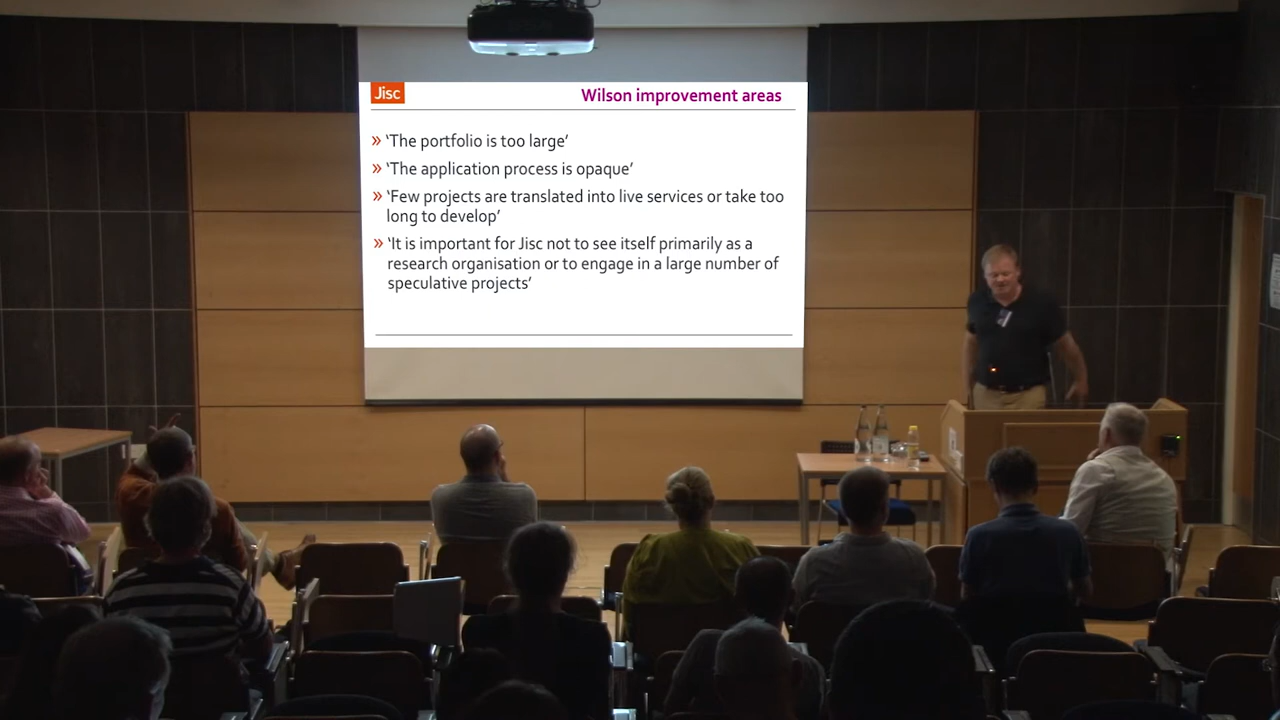 Jisc
Wilson improvement areas
» ‘The portfolio is too large’
» ‘The application process is opaque’
» ‘Few projects are translated into live services or take too
long to develop’
» ‘It is important for Jisc not to see itself primarily as a
research organisation or to engage in a large number of
speculative projects’